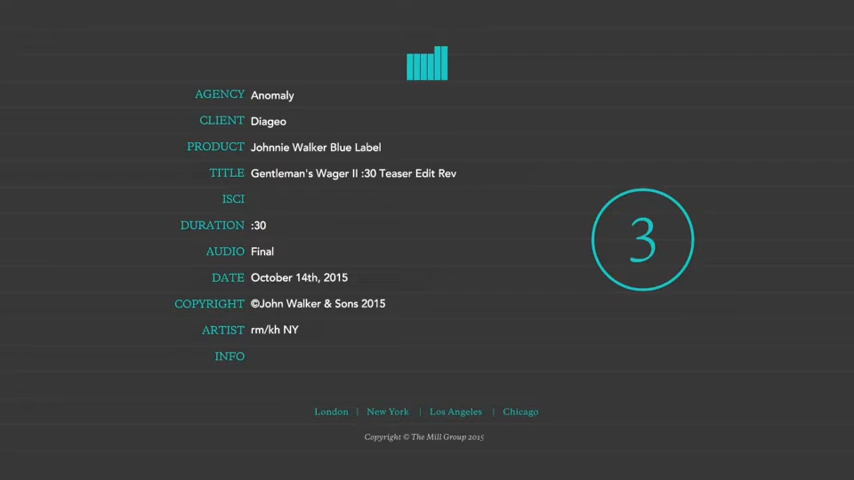 AGENCY Anomaly
CLIENT Diageo
PRODUCT Johnnie Walker Blue Label
TITLE Gentleman's Wager II :30 Teaser Edit Rev
ISCI
DURATION :30
3
AUDIO Final
DATE October 14th, 2015
COPYRIGHT ©John Walker & Sons 2015
ARTIST rm/kh NY
INFO
London | New York | Los Angeles | Chicago
Copyright © The Mill Group 2015